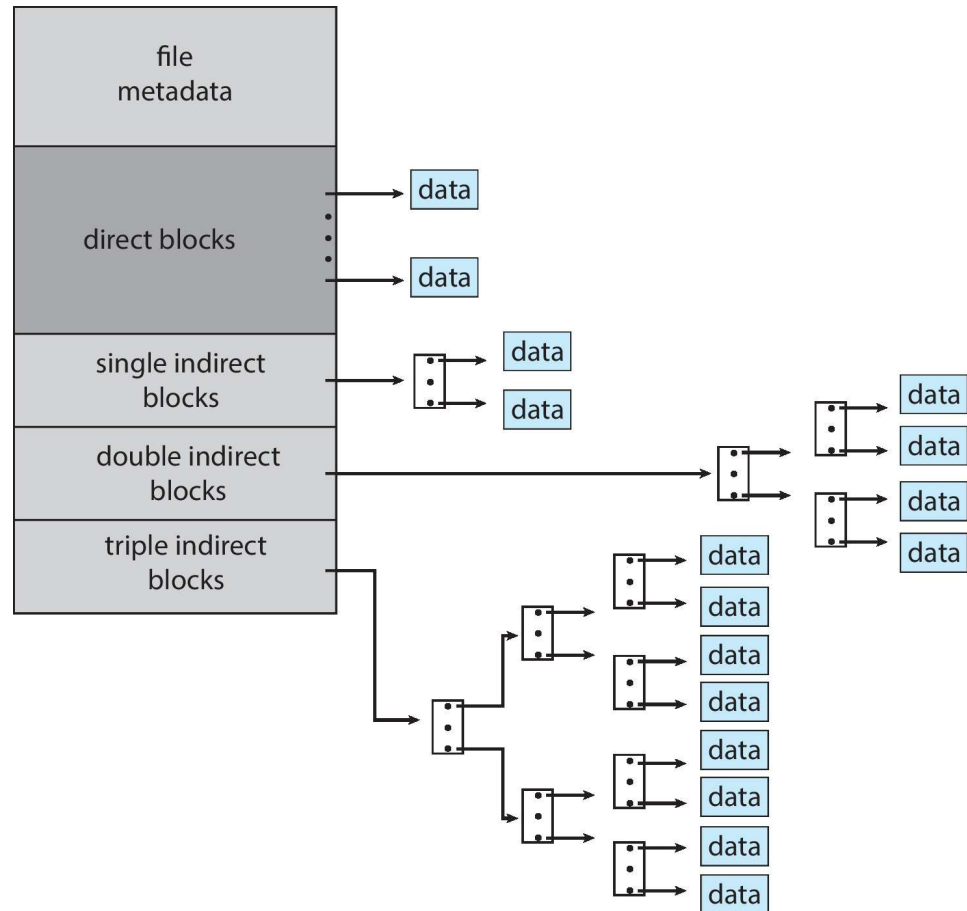 file
metadata
direct blocks
data
data
single indirect
blocks
data
data
double indirect
blocks
data
data
data
data
triple indirect
blocks
data
data
data
data
data
data
data
data